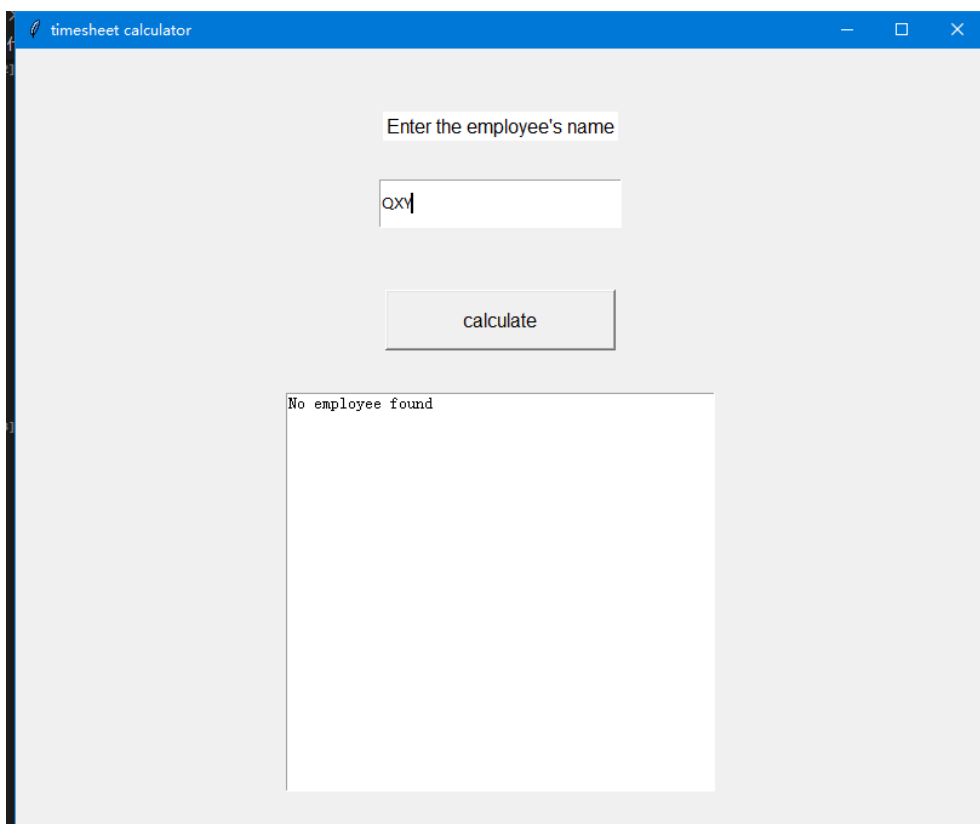 timesheet calculator
Enter the employee's name
QXY
calculate
No employee found